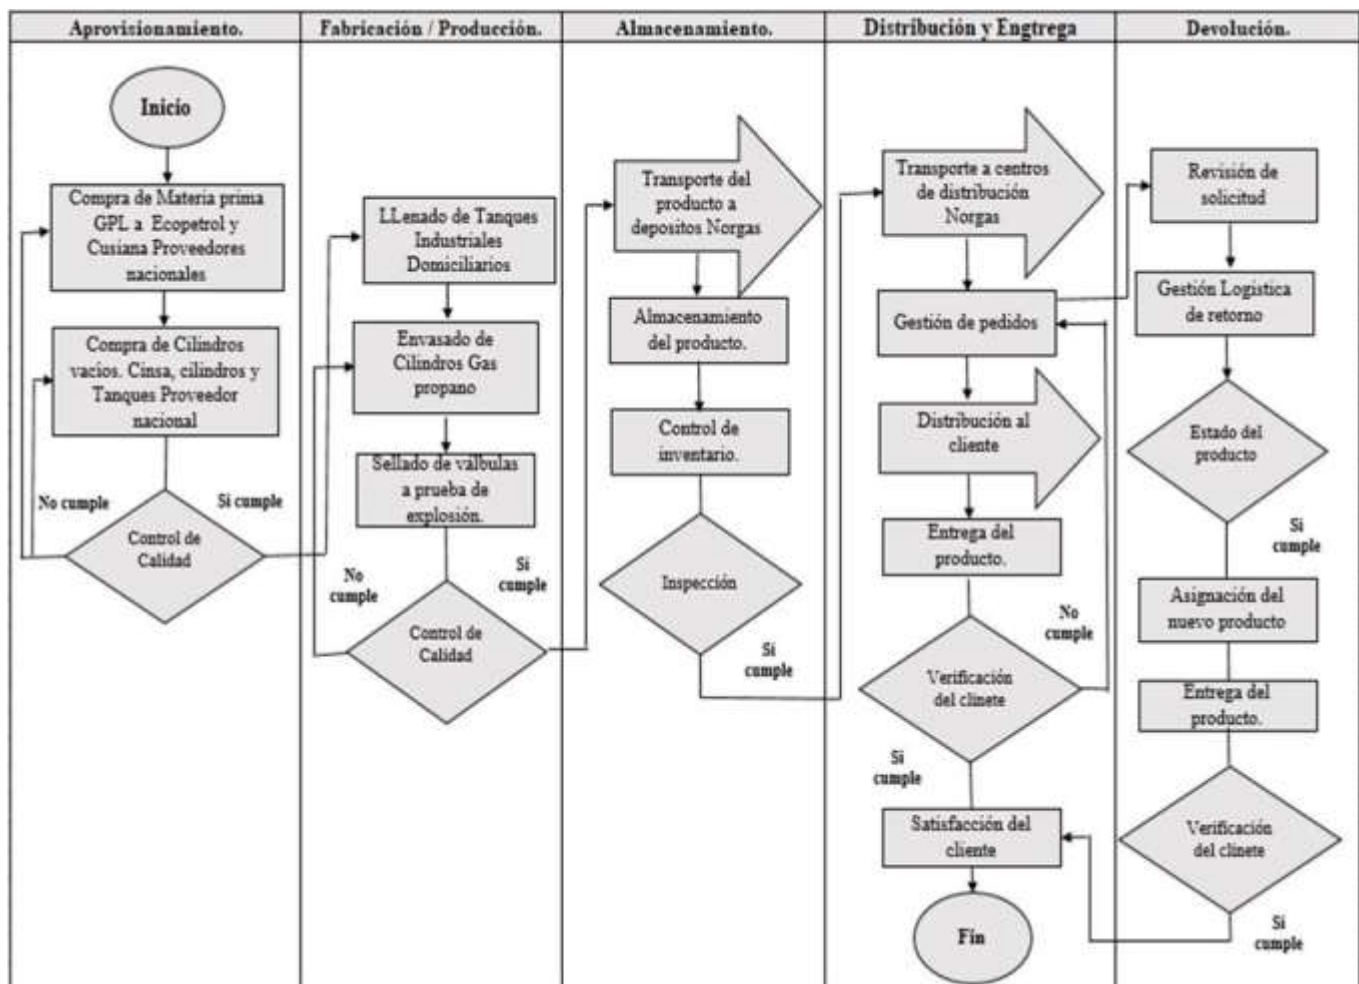 Aprovisionamiento.
Fabricación / Producción.
Almacenamiento.
Distribución y Engtrega
Devolución.
Inicio
Compra de Materia prima
GPL a Ecopetrol y
Cusiana Proveedores
nacionales
Compra de Cilindros
vacios. Cinsa, cilindros y
Tanques Proveedor
nacional
No cumple
Si cumple
Control de
Calidad
LLenado de Tanques
Industriales
Domiciliarios
Envasado de
Cilindros Gas
propano
Sellado de válbulas
a prueba de
explosión.
No
cumple
Si
cumple
Control de
Calidad
Transporte del
producto a
depositos Norgas
Almacenamiento
del producto.
Control de
inventario.
Inspección
Si
cumple
Transporte a centros
de distribución
Norgas
Gestión de pedidos
Distribución al
cliente
Entrega del
producto.
No
cumple
Verificación
del clinete
Si
cumple
Satisfacción del
cliente
Fín
Revisión de
solicitud
Gestión Logistica
de retorno
Estado del
producto
Si
cumple
Asignación del
nuevo producto
Entrega del
producto.
Verificación
del clinete
Si
cumple